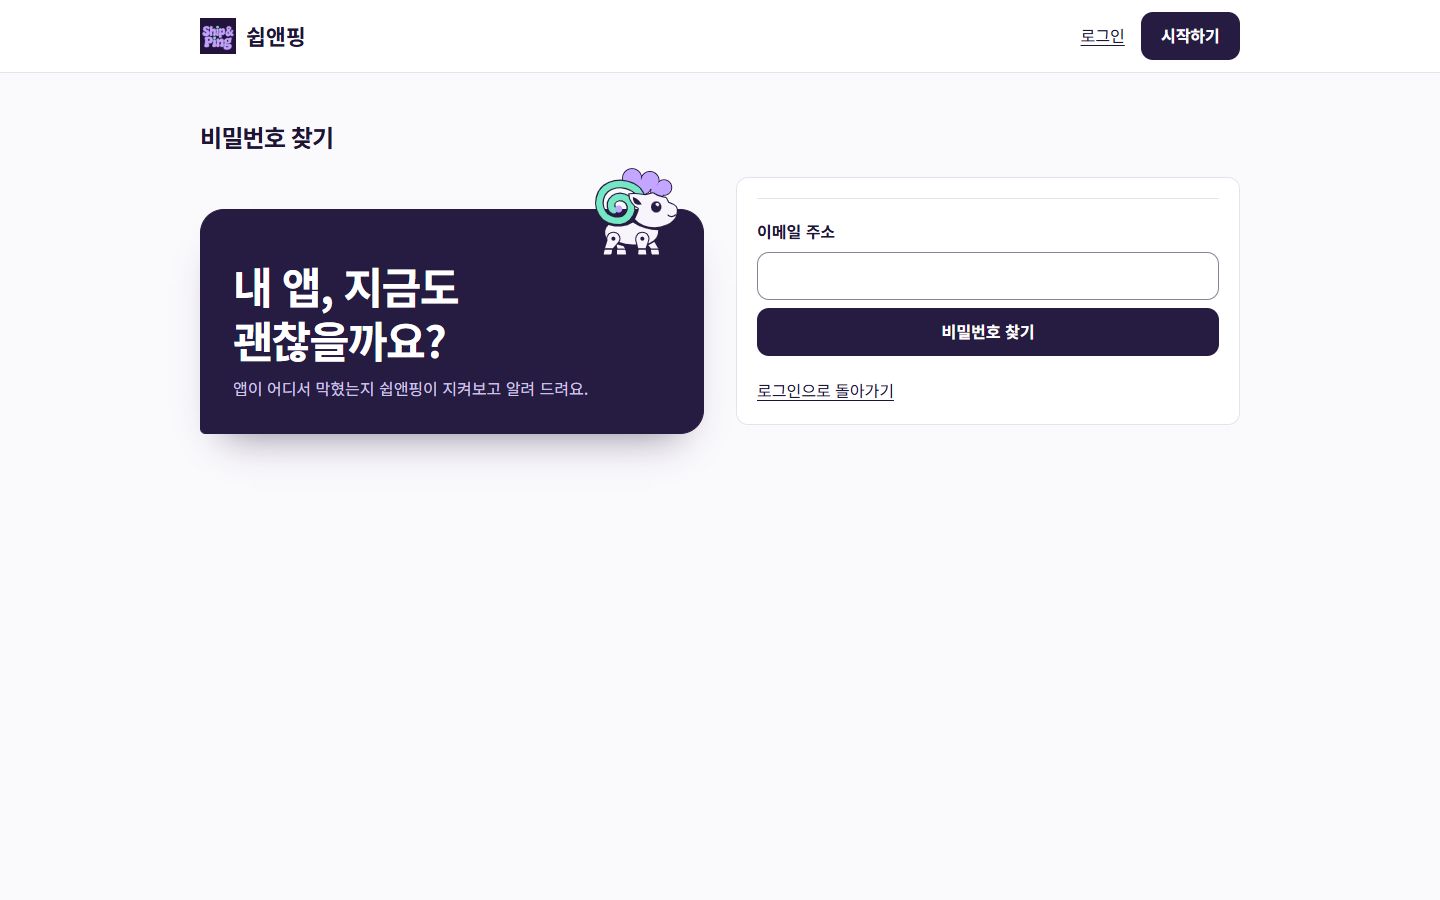 Ship&
Ping
쉽앤핑
로그인
시작하기
비밀번호 찾기
내 앱, 지금도
괜찮을까요?
앱이 어디서 막혔는지 쉽앤핑이 지켜보고 알려 드려요.
이메일 주소
비밀번호 찾기
로그인으로 돌아가기